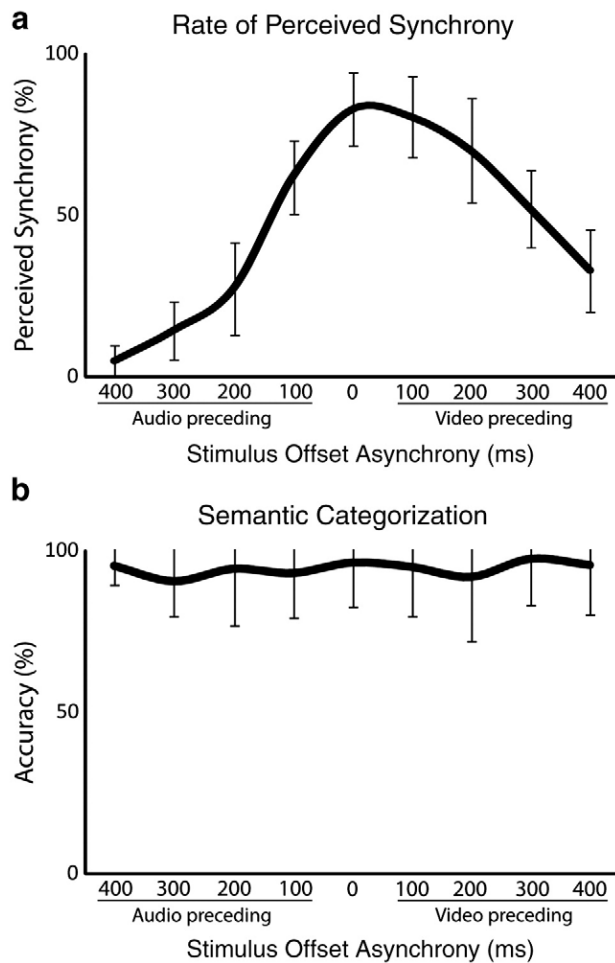 a
Rate of Perceived Synchrony
Perceived Synchrony (%)
100
50
0
400 300 200 100 0 100 200 300 400
Audio preceding Video preceding
Stimulus Offset Asynchrony (ms)
b
Semantic Categorization
Accuracy (%)
100
50
0
400 300 200 100 0 100 200 300 400
Audio preceding Video preceding
Stimulus Offset Asynchrony (ms)